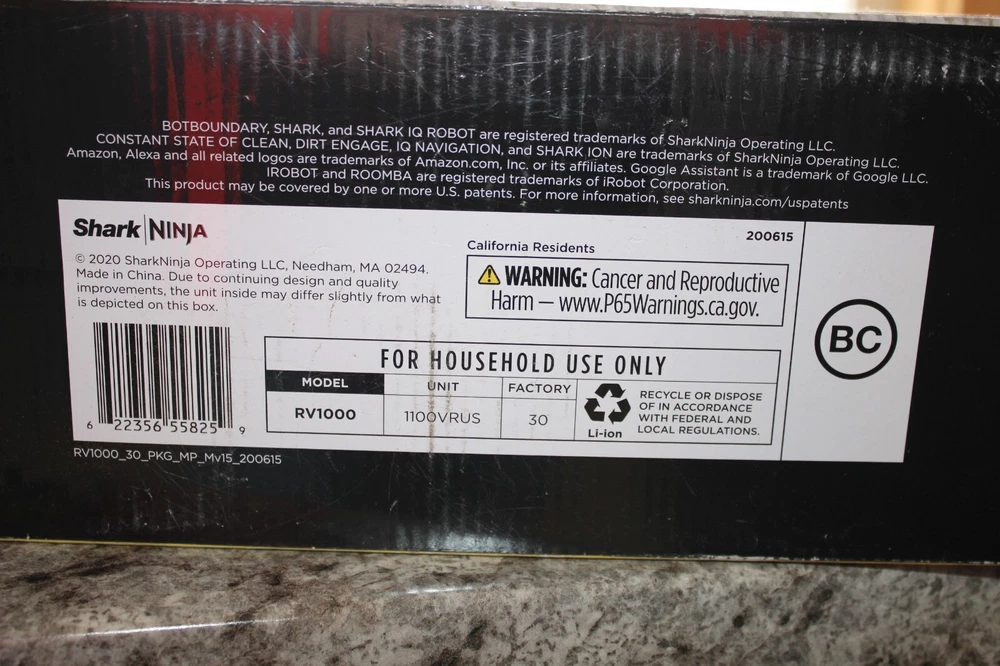 BOTBOUNDARY, SHARK, and SHARK IQ ROBOT are registered trademarks of SharkNinja Operating LLC.
CONSTANT STATE OF CLEAN, DIRT ENGAGE, IQ NAVIGATION, and SHARK ION are trademarks of SharkNinja Operating LLC.
Amazon, Alexa and all related logos are trademarks of Amazon.com, Inc. or its affiliates. Google Assistant is a trademark of Google LLC.
IROBOT and ROOMBA are registered trademarks of iRobot Corporation.
This product may be covered by one or more U.S. patents. For more information, see sharkninja.com/uspatents
Shark | NINJA
© 2020 SharkNinja Operating LLC, Needham, MA 02494.
Made in China. Due to continuing design and quality
improvements, the unit inside may differ slightly from what
is depicted on this box.
200615
California Residents
WARNING: Cancer and Reproductive
Harm — www.P65Warnings.ca.gov.
BC
6 22356 55825 9
FOR HOUSEHOLD USE ONLY
MODEL UNIT FACTORY
RV1000 1100VRUS 30
Li-ion
RECYCLE OR DISPOSE
OF IN ACCORDANCE
WITH FEDERAL AND
LOCAL REGULATIONS.
RV1000_30_PKG_MP_Mv15_200615